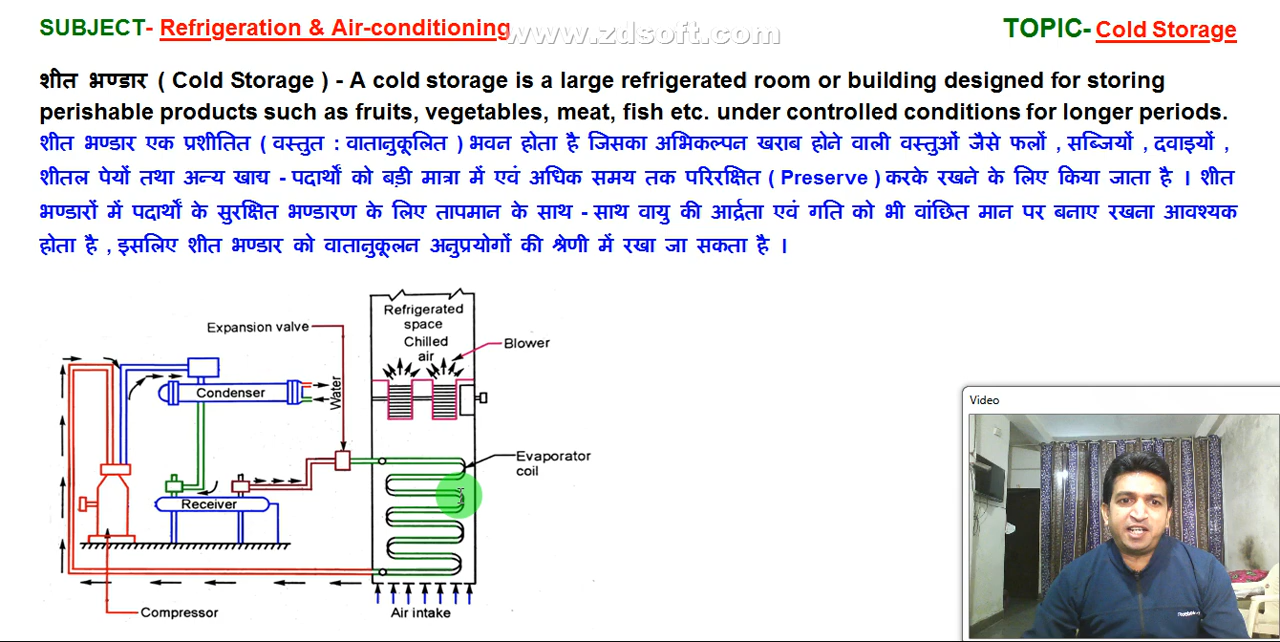 SUBJECT- Refrigeration & Air-conditioning
www.zdsoft.com
TOPIC- Cold Storage
शीत भण्डार ( Cold Storage ) - A cold storage is a large refrigerated room or building designed for storing
perishable products such as fruits, vegetables, meat, fish etc. under controlled conditions for longer periods.
शीत भण्डार एक प्रशीतित ( वस्तुत : वातानुकूलित ) भवन होता है जिसका अभिकल्पन खराब होने वाली वस्तुओं जैसे फलों , सब्जियों , दवाइयों ,
शीतल पेयों तथा अन्य खाद्य - पदार्थों को बड़ी मात्रा में एवं अधिक समय तक परिरक्षित ( Preserve ) करके रखने के लिए किया जाता है । शीत
भण्डारों में पदार्थों के सुरक्षित भण्डारण के लिए तापमान के साथ - साथ वायु की आर्द्रता एवं गति को भी वांछित मान पर बनाए रखना आवश्यक
होता है , इसलिए शीत भण्डार को वातानुकूलन अनुप्रयोगों की श्रेणी में रखा जा सकता है ।
Refrigerated
space
Chilled
air
Expansion valve
Blower
Condenser
Water
Evaporator
coil
Receiver
Compressor
Air intake
Video